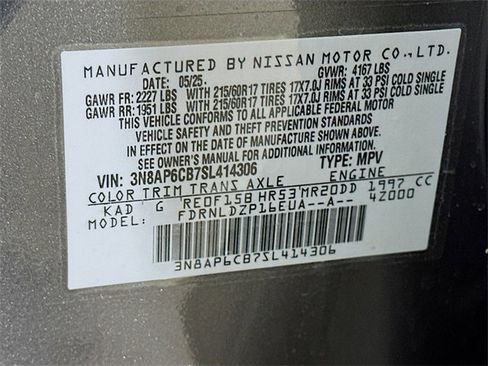 MANUFACTURED BY NISSAN MOTOR CO., LTD.
DATE: 05/25 GVWR: 4167 LBS
GAWR FR: 2227 LBS WITH 215/60R17 TIRES 17X7.0J RIMS AT 33 PSI COLD SINGLE
GAWR RR: 1951 LBS WITH 215/60R17 TIRES 17X7.0J RIMS AT 33 PSI COLD SINGLE
THIS VEHICLE CONFORMS TO ALL APPLICABLE FEDERAL MOTOR
VEHICLE SAFETY AND THEFT PREVENTION STANDARDS
IN EFFECT ON THE DATE OF MANUFACTURE SHOWN ABOVE.
SEE OWNER'S MANUAL FOR ADDITIONAL INFORMATION
VIN: 3N8AP6CB7SL414306 TYPE: MPV
COLOR TRIM TRANS AXLE ENGINE
KAD G RE0F15B HR53 MR20DD 1997 CC
FDRNLDZP16EUA--A-- 42000
3N8AP6CB7SL414306